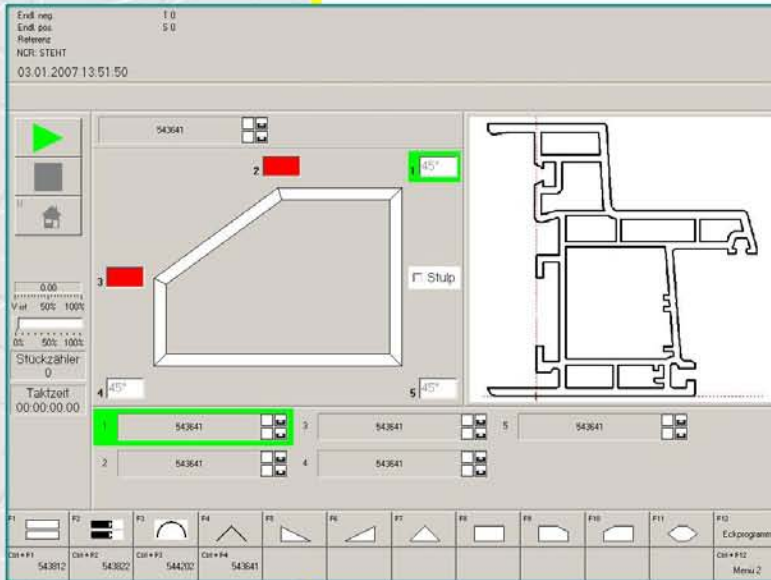 Endl. neg. 1 0
Endl. pos. 5 0
Referenz
NCR: STEHT
03.01.2007 13:51:50
543641
2
1 45°
3
Stulp
4 45°
5 45°
0.00
V-ist 50% 100%
0% 50% 100%
Stückzähler
0
Taktzeit
00:00:00.00
1 543641 3 543641 5 543641
2 543641 4 543641
F1 F2 F3 F4 F5 F6 F7 F8 F9 F10 F11 F12
Eckprogramm
Ctrl + F1 Ctrl + F2 Ctrl + F3 Ctrl + F4 Ctrl + F12
543812 543822 544202 543641 Menü 2